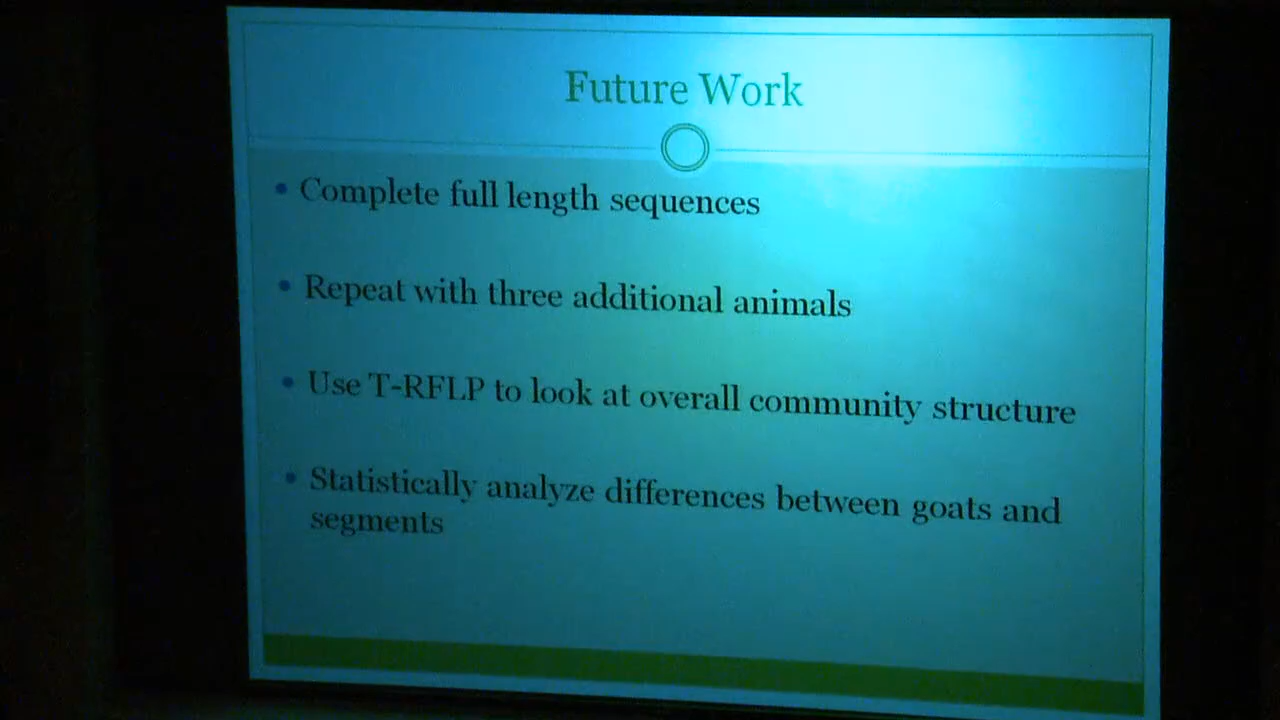 Future Work
• Complete full length sequences
• Repeat with three additional animals
• Use T-RFLP to look at overall community structure
• Statistically analyze differences between goats and
segments